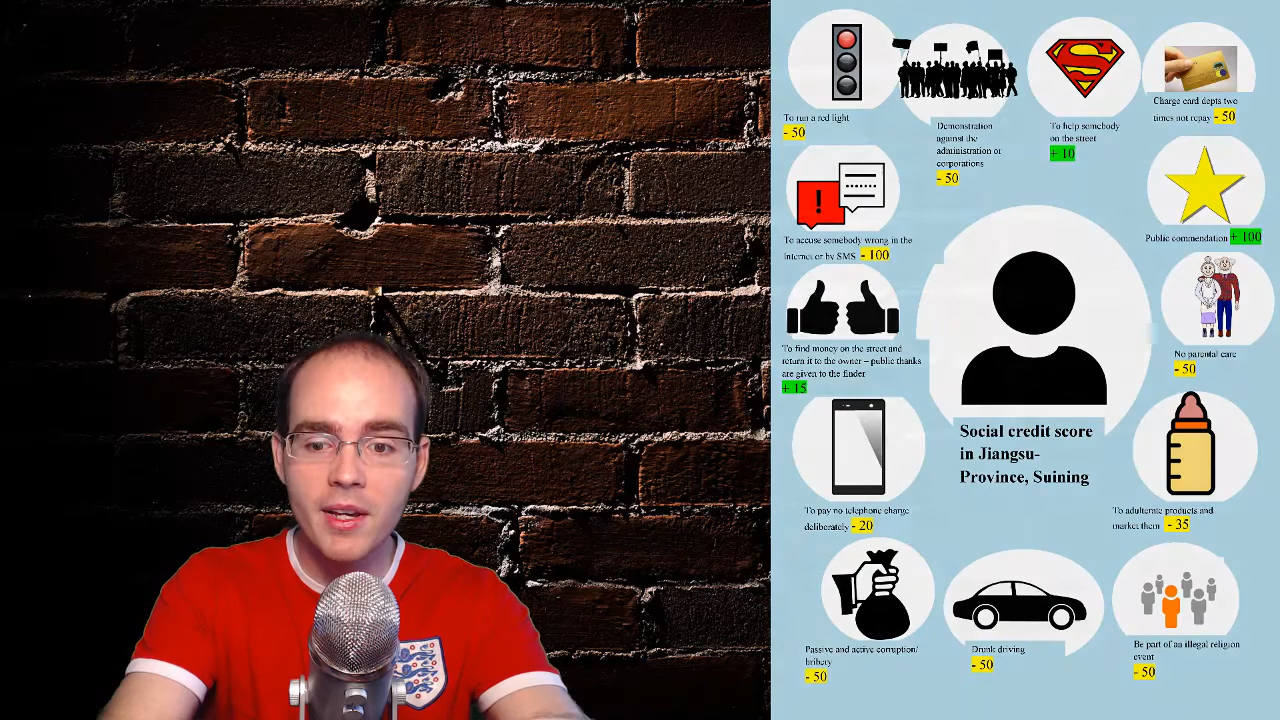 To run a red light
- 50
Demonstration
against the
administration or
corporations
- 50
To help somebody
on the street
+ 10
Charge card depts two
times not repay - 50
To accuse somebody wrong in the
Internet or by SMS - 100
Public commendation + 100
To find money on the street and
return it to the owner – public thanks
are given to the finder
+ 15
No parental care
- 50
Social credit score
in Jiangsu-
Province, Suining
To pay no telephone charge
deliberately - 20
To adulterate products and
market them - 35
Passive and active corruption/
bribery
- 50
Drunk driving
- 50
Be part of an illegal religion
event
- 50